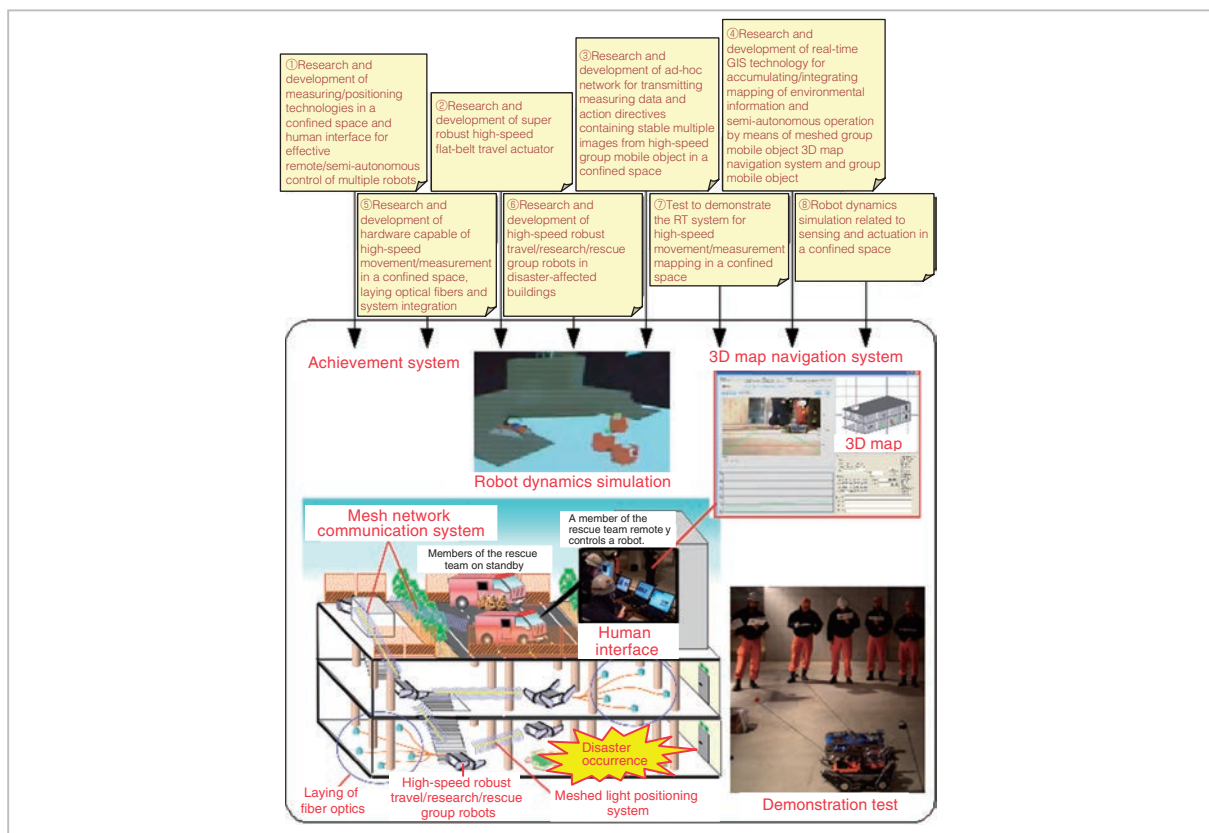 ①Research and
development of
measuring/positioning
technologies in a
confined space and
human interface for
effective
remote/semi-autonomous
control of multiple robots
②Research and
development of super
robust high-speed
flat-belt travel actuator
③Research and
development of ad-hoc
network for transmitting
measuring data and
action directives
containing stable multiple
images from high-speed
group mobile object in a
confined space
④Research and
development of real-time
GIS technology for
accumulating/integrating
mapping of environmental
information and
semi-autonomous operation
by means of meshed group
mobile object 3D map
navigation system and group
mobile object
⑤Research and
development of
hardware capable of
high-speed
movement/measurement
in a confined space,
laying optical fibers and
system integration
⑥Research and
development of
high-speed robust
travel/research/rescue
group robots in
disaster-affected
buildings
⑦Test to demonstrate
the RT system for
high-speed
movement/measurement
mapping in a confined
space
⑧Robot dynamics
simulation related to
sensing and actuation in
a confined space
Achievement system
3D map navigation system
3D map
Robot dynamics simulation
Mesh network
communication system
Members of the rescue
team on standby
A member of the
rescue team remote y
controls a robot.
Human
interface
Disaster
occurrence
Laying of
fiber optics
High-speed robust
travel/research/rescue
group robots
Meshed light positioning
system
Demonstration test